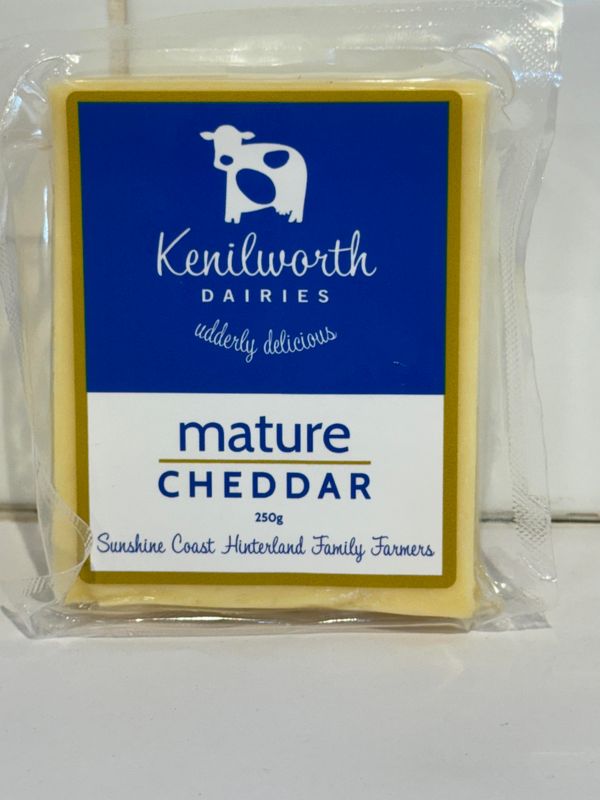 Kenilworth
DAIRIES
udderly delicious
mature
CHEDDAR
250g
Sunshine Coast Hinterland Family Farmers